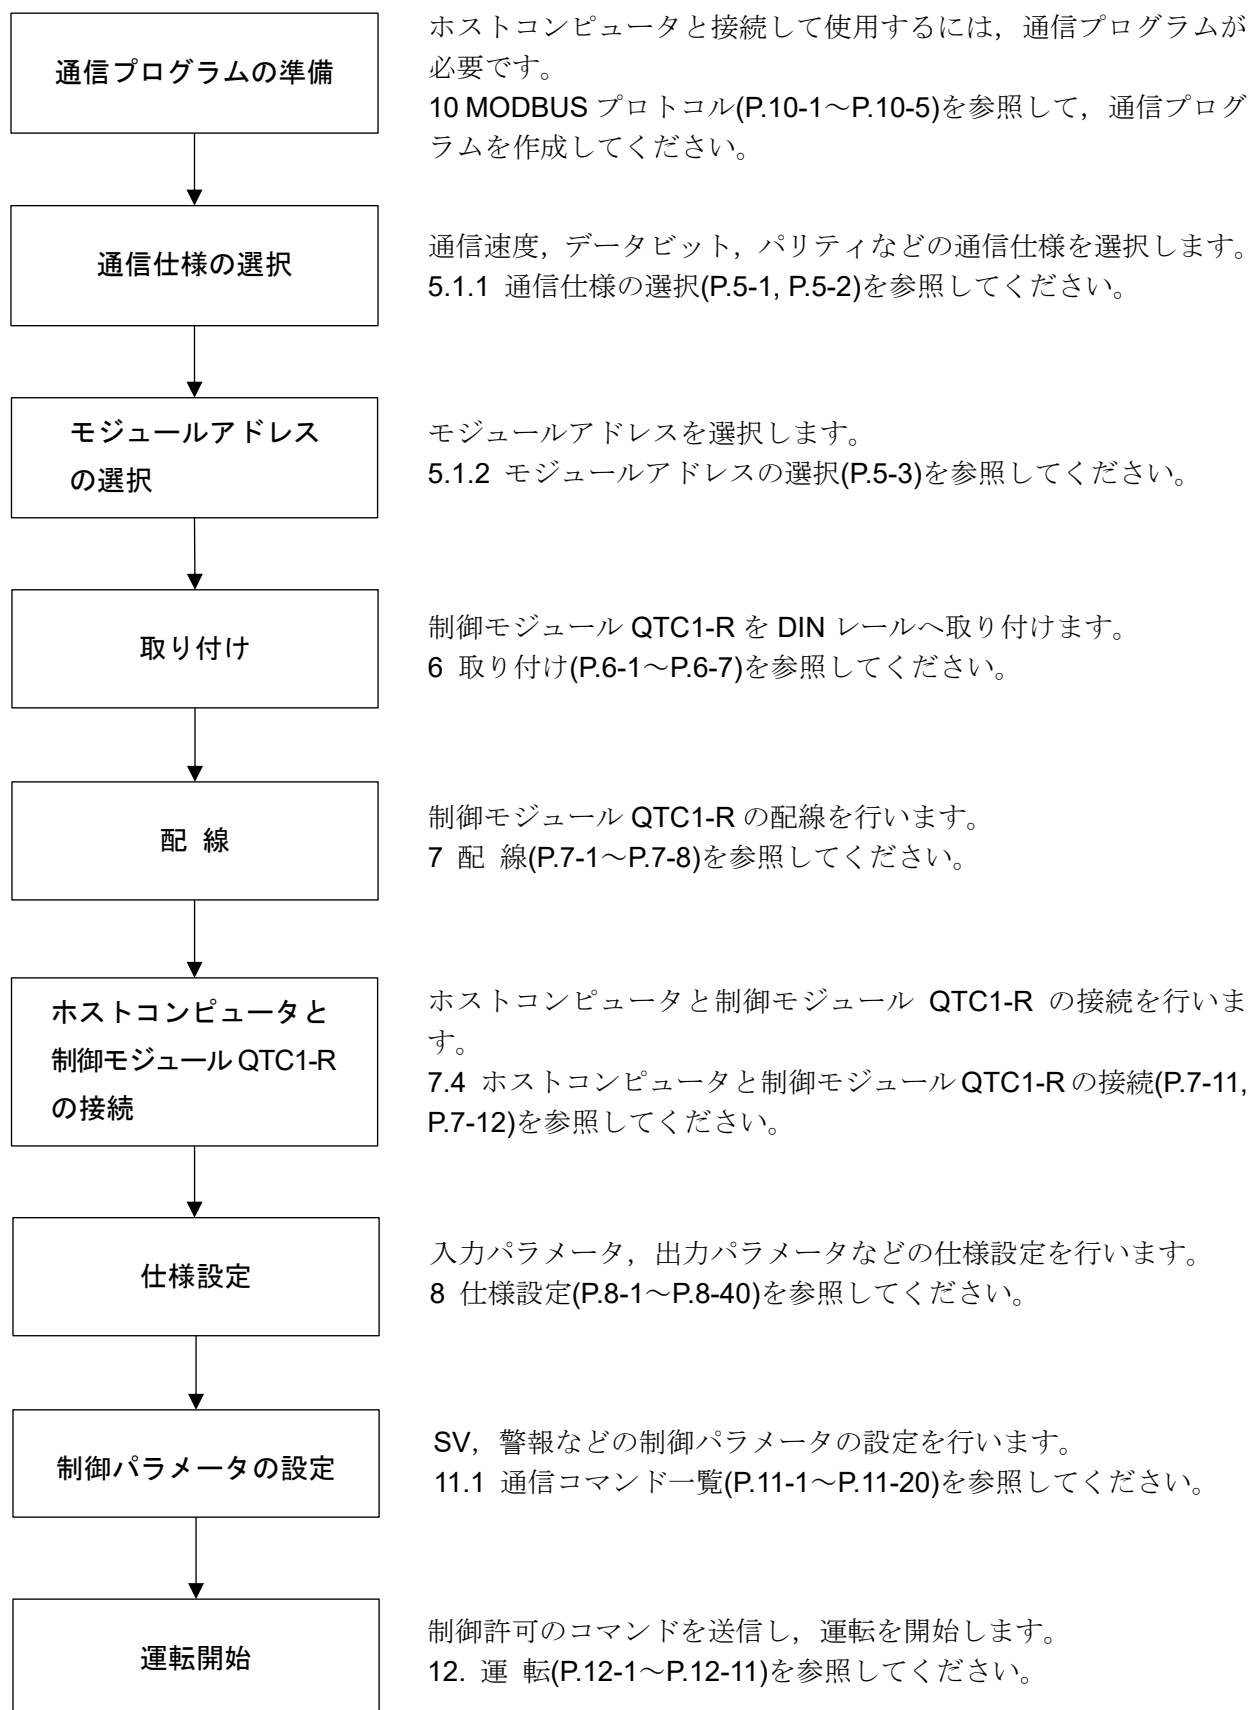 通信プログラムの準備
ホストコンピュータと接続して使用するには，通信プログラムが
必要です。
10 MODBUS プロトコル(P.10-1～P.10-5)を参照して，通信プログ
ラムを作成してください。
通信仕様の選択
通信速度，データビット，パリティなどの通信仕様を選択します。
5.1.1 通信仕様の選択(P.5-1, P.5-2)を参照してください。
モジュールアドレス
の選択
モジュールアドレスを選択します。
5.1.2 モジュールアドレスの選択(P.5-3)を参照してください。
取り付け
制御モジュール QTC1-R を DIN レールへ取り付けます。
6 取り付け(P.6-1～P.6-7)を参照してください。
配 線
制御モジュール QTC1-R の配線を行います。
7 配 線(P.7-1～P.7-8)を参照してください。
ホストコンピュータと
制御モジュール QTC1-R
の接続
ホストコンピュータと制御モジュール QTC1-R の接続を行いま
す。
7.4 ホストコンピュータと制御モジュール QTC1-R の接続(P.7-11,
P.7-12)を参照してください。
仕様設定
入力パラメータ，出力パラメータなどの仕様設定を行います。
8 仕様設定(P.8-1～P.8-40)を参照してください。
制御パラメータの設定
SV，警報などの制御パラメータの設定を行います。
11.1 通信コマンド一覧(P.11-1～P.11-20)を参照してください。
運転開始
制御許可のコマンドを送信し，運転を開始します。
12. 運 転(P.12-1～P.12-11)を参照してください。